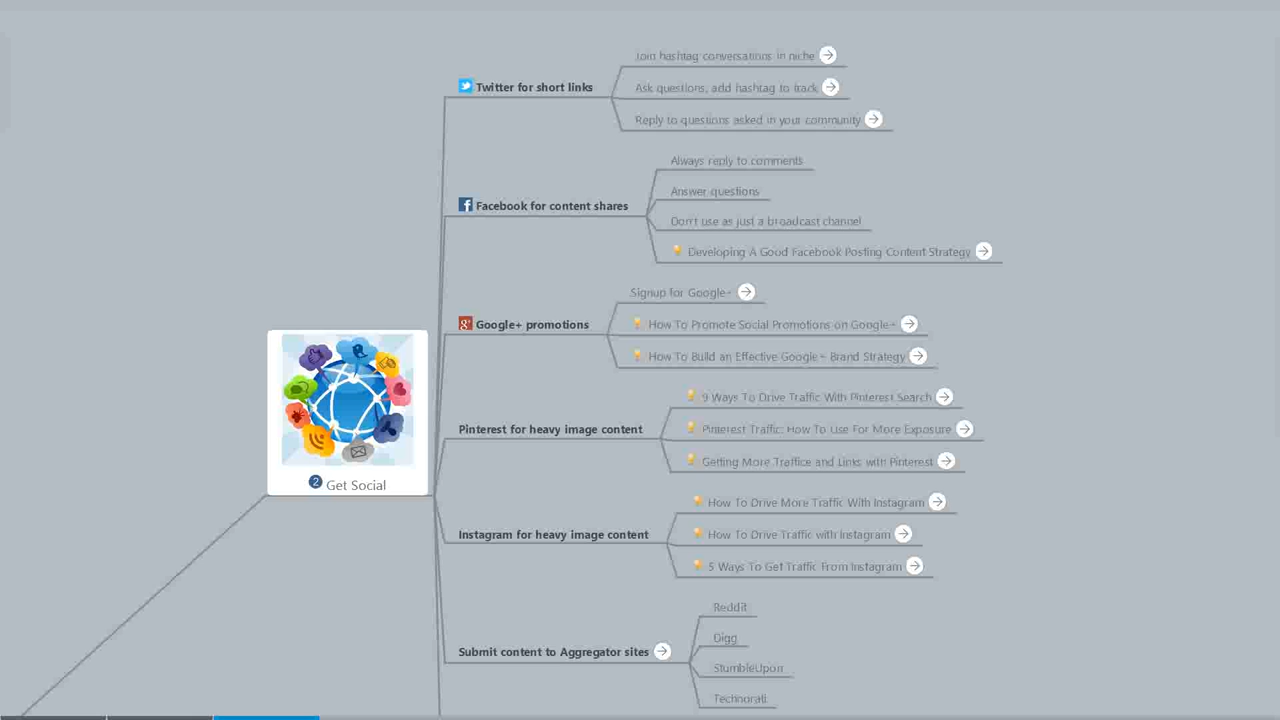 Join hashtag conversations in niche
Twitter for short links
Ask questions, add hashtag to track
Reply to questions asked in your community
Always reply to comments
Answer questions
Facebook for content shares
Don't use as just a broadcast channel
Developing A Good Facebook Posting Content Strategy
Signup for Google+
Google+ promotions
How To Promote Social Promotions on Google+
How To Build an Effective Google+ Brand Strategy
9 Ways To Drive Traffic With Pinterest Search
Pinterest for heavy image content
Pinterest Traffic: How To Use For More Exposure
Getting More Traffice and Links with Pinterest
2 Get Social
How To Drive More Traffic With Instagram
Instagram for heavy image content
How To Drive Traffic with Instagram
5 Ways To Get Traffic From Instagram
Reddit
Digg
Submit content to Aggregator sites
StumbleUpon
Technorati